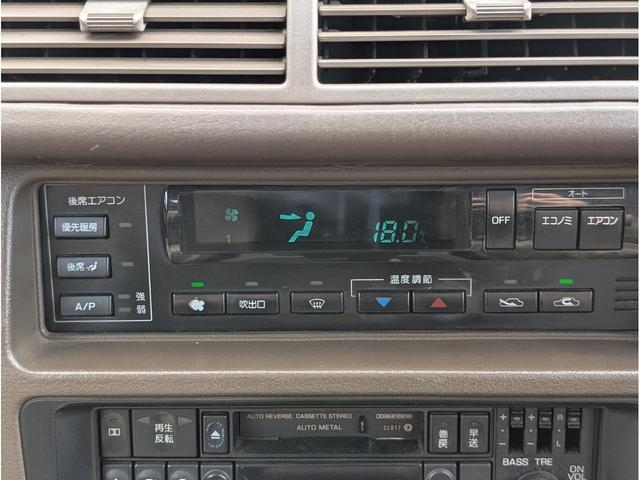 後席エアコン
優先暖房
後席
A/P
強
弱
1
18.0
OFF
オート
エコノミ
エアコン
吹出口
温度調節
AUTO REVERSE CASSETTE STEREO
AUTO METAL
CL017
再生
反転
巻
戻
早
送
+ + R
- - L
BASS TRE
ON
VOL